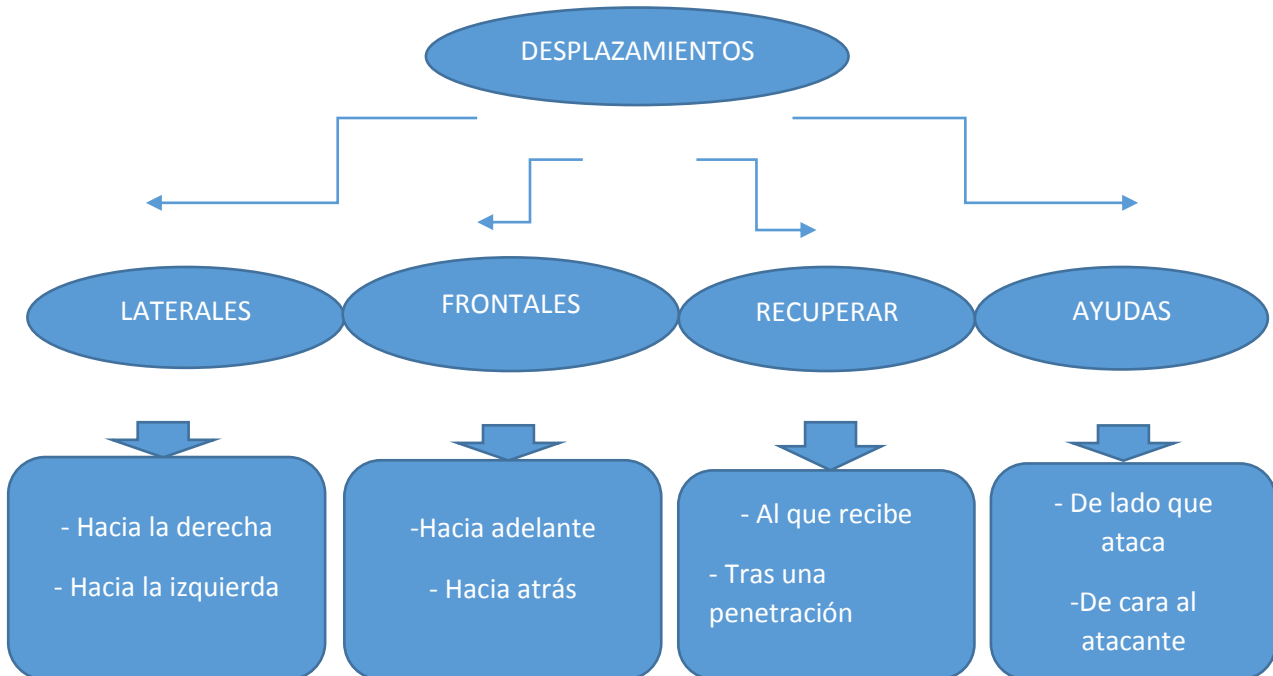 DESPLAZAMIENTOS
LATERALES
FRONTALES
RECUPERAR
AYUDAS
- Hacia la derecha
- Hacia la izquierda
-Hacia adelante
- Hacia atrás
- Al que recibe
- Tras una
penetración
- De lado que
ataca
-De cara al
atacante